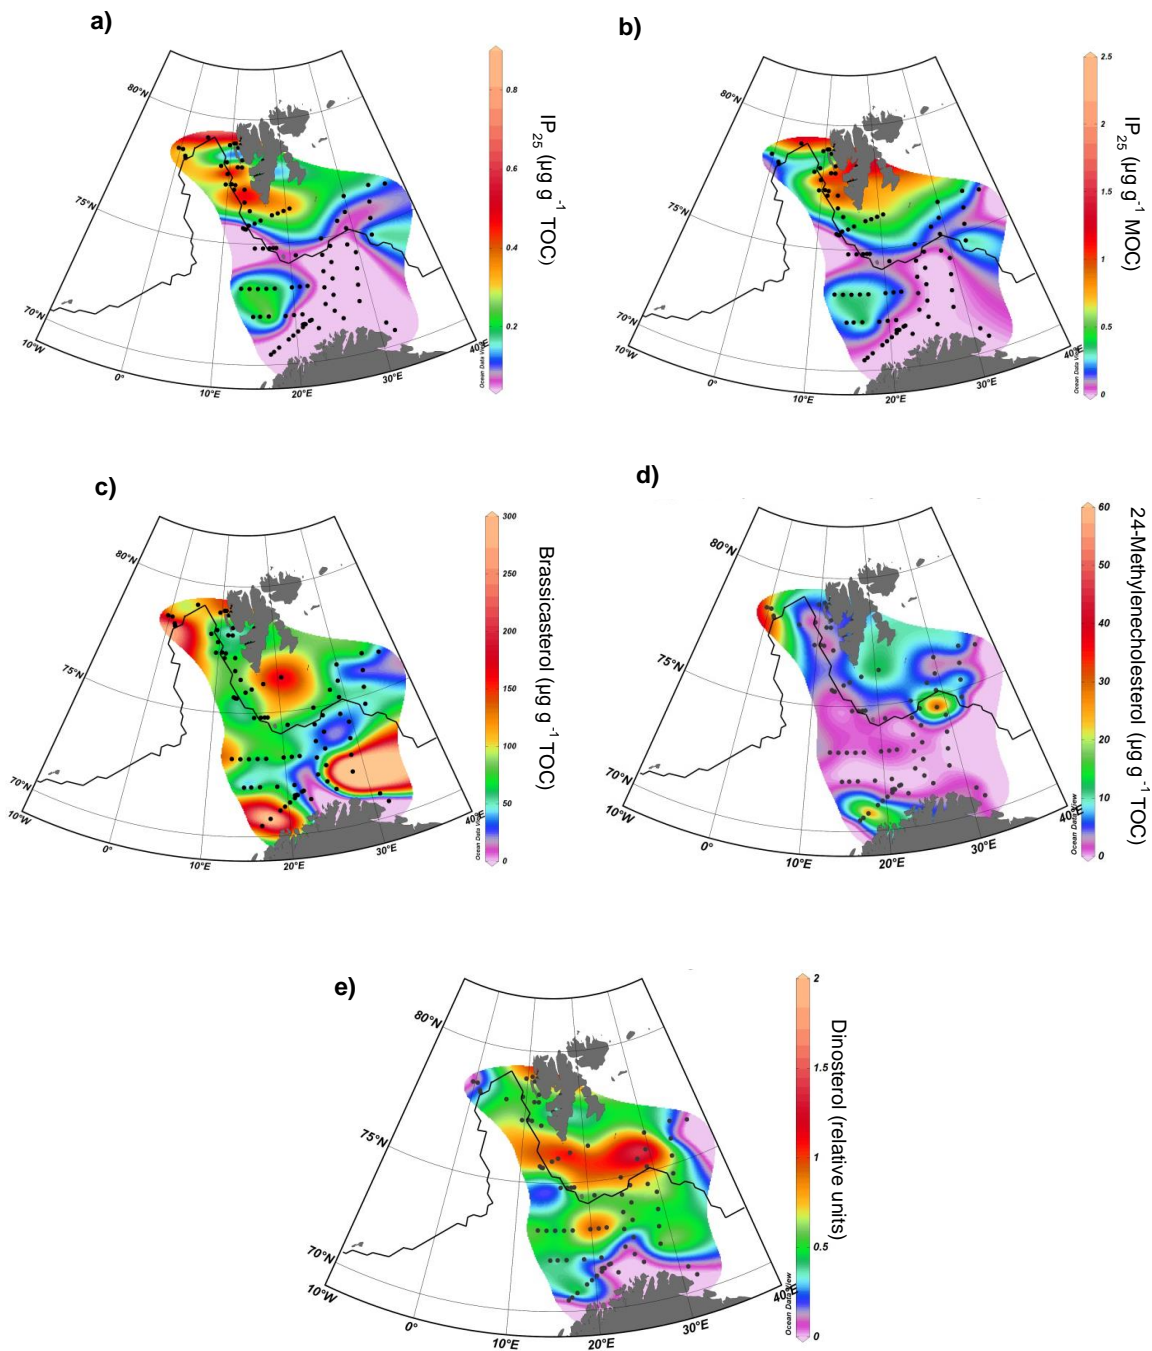 a)
80°N
75°N
70°N
10°W
0°
10°E
20°E
30°E
40°E
0.8
0.6
0.4
0.2
Ocean Data View
IP25 (µg g-1 TOC)
b)
80°N
75°N
70°N
10°W
0°
10°E
20°E
30°E
40°E
2.5
2
1.5
1
0.5
0
Ocean Data View
IP25 (µg g-1 MOC)
c)
80°N
75°N
70°N
10°W
0°
10°E
20°E
30°E
40°E
300
250
200
150
100
50
0
Ocean Data View
Brassicasterol (µg g-1 TOC)
d)
80°N
75°N
70°N
10°W
0°
10°E
20°E
30°E
40°E
60
50
40
30
20
10
0
Ocean Data View
24-Methylenecholesterol (µg g-1 TOC)
e)
80°N
75°N
70°N
10°W
0°
10°E
20°E
30°E
40°E
2
1.5
1
0.5
0
Ocean Data View
Dinosterol (relative units)